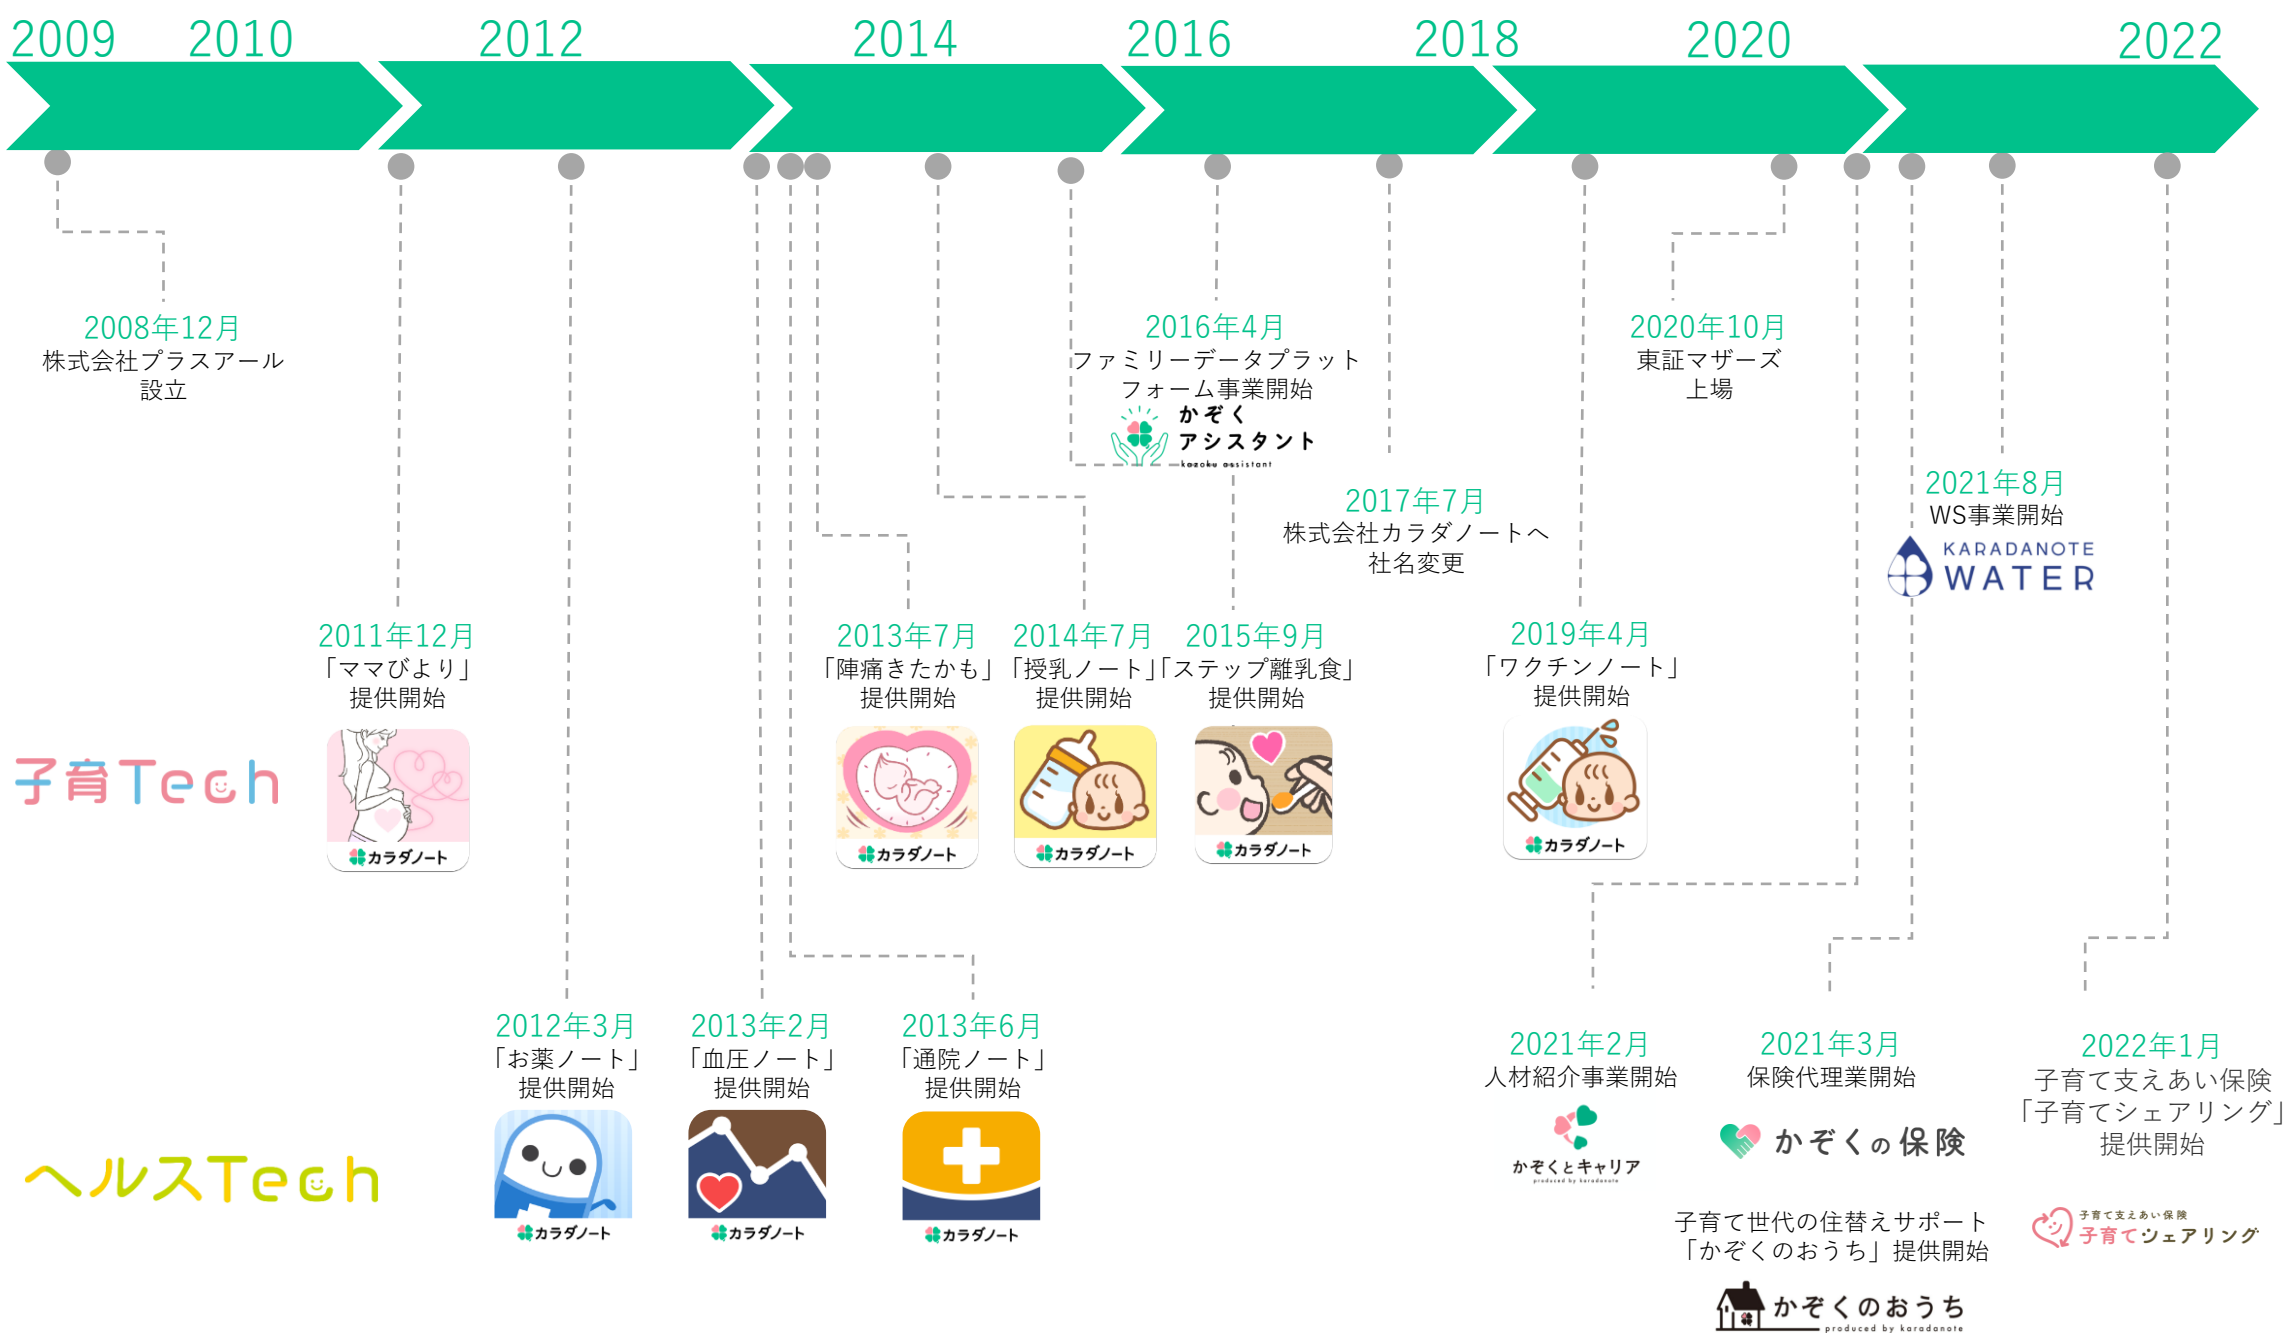 2009 2010 2012 2014 2016 2018 2020 2022
2008年12月
株式会社プラスアール
設立
2016年4月
ファミリーデータプラット
フォーム事業開始
かぞく
アシスタント
kazoku assistant
2020年10月
東証マザーズ
上場
2017年7月
株式会社カラダノートへ
社名変更
2021年8月
WS事業開始
KARADANOTE
WATER
子育Tech
2011年12月
「ママびより」
提供開始
カラダノート
2013年7月
「陣痛きたかも」
提供開始
カラダノート
2014年7月
「授乳ノート」
提供開始
カラダノート
2015年9月
「ステップ離乳食」
提供開始
カラダノート
2019年4月
「ワクチンノート」
提供開始
カラダノート
ヘルスTech
2012年3月
「お薬ノート」
提供開始
カラダノート
2013年2月
「血圧ノート」
提供開始
カラダノート
2013年6月
「通院ノート」
提供開始
カラダノート
2021年2月
人材紹介事業開始
かぞくとキャリア
produced by karadanote
2021年3月
保険代理業開始
かぞくの保険
子育て世代の住替えサポート
「かぞくのおうち」提供開始
かぞくのおうち
produced by karadanote
2022年1月
子育て支えあい保険
「子育てシェアリング」
提供開始
子育て支えあい保険
子育てシェアリング